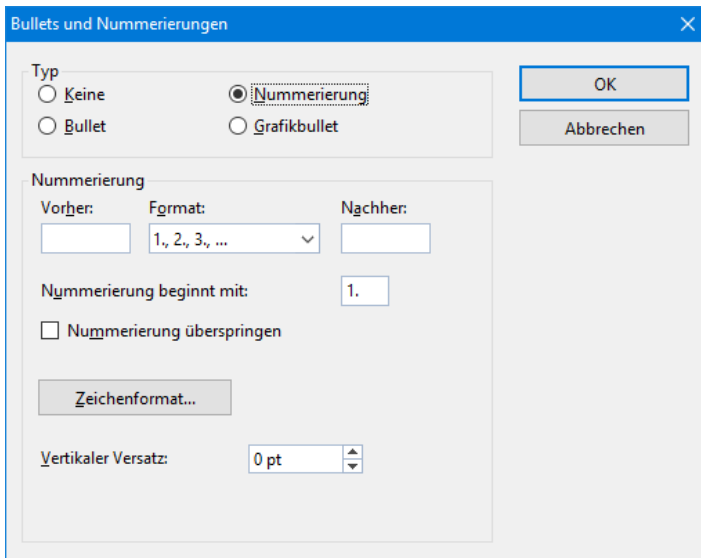 Bullets und Nummerierungen
Typ
Keine
Nummerierung
OK
Bullet
Grafikbullet
Abbrechen
Nummerierung
Vorher:
Format:
Nachher:
1., 2., 3., ...
Nummerierung beginnt mit:
1.
Nummerierung überspringen
Zeichenformat...
Vertikaler Versatz:
0 pt